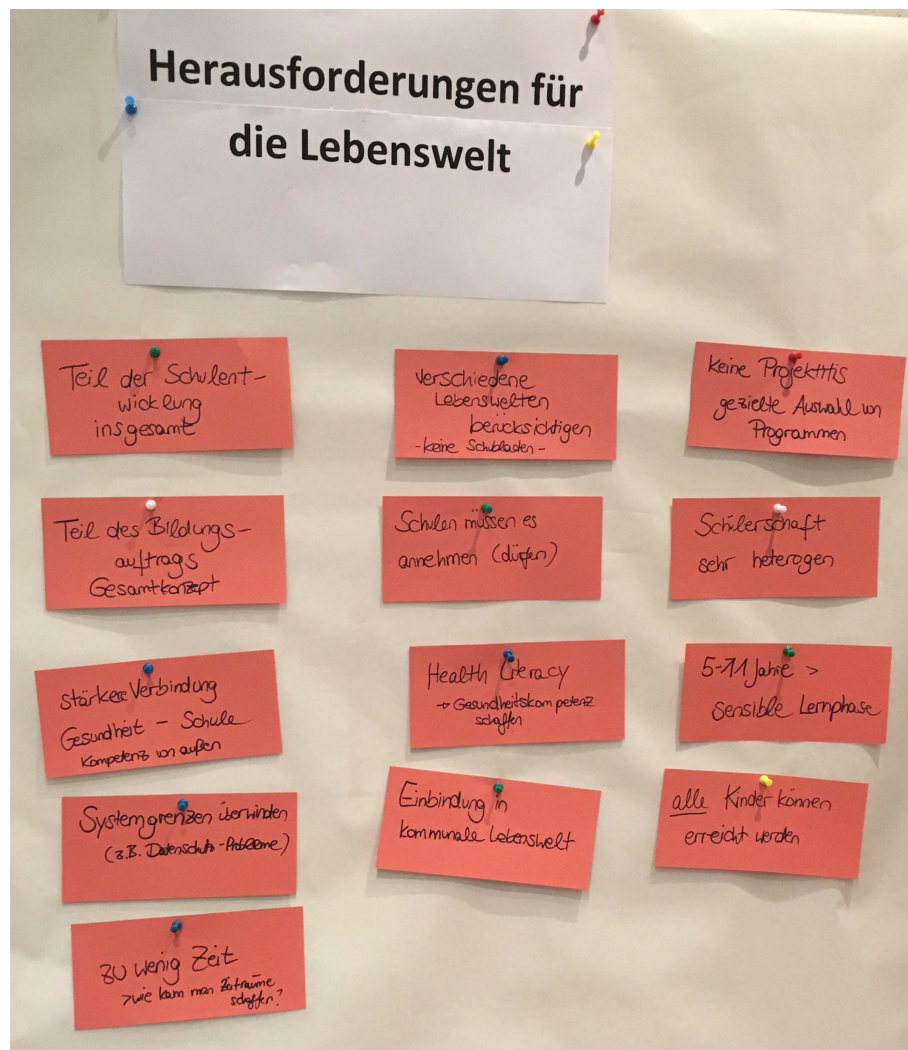 Herausforderungen für
die Lebenswelt
Teil der Schulent-
wicklung
insgesamt
Teil des Bildungs-
auftrags
Gesamtkonzept
stärkere Verbindung
Gesundheit - Schule
Kompetenz von außen
Systemgrenzen überwinden
(z.B. Datenschutz-Probleme)
zu wenig Zeit
>wie kann man Zeiträume
schaffen?
Verschiedene
Lebenswelten
berücksichtigen
- keine Schubladen -
Schulen müssen es
annehmen (dürfen)
Health Literacy
→ Gesundheitskompetenz
schaffen
Einbindung in
kommunale Lebenswelt
keine Projektitis
gezielte Auswahl von
Programmen
Schülerschaft
sehr heterogen
5-11 Jahre >
sensible Lernphase
alle Kinder können
erreicht werden